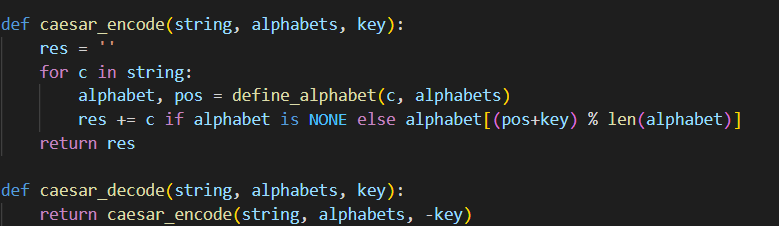 def caesar_encode(string, alphabets, key):
    res = ''
    for c in string:
        alphabet, pos = define_alphabet(c, alphabets)
        res += c if alphabet is NONE else alphabet[(pos+key) % len(alphabet)]
    return res

def caesar_decode(string, alphabets, key):
    return caesar_encode(string, alphabets, -key)